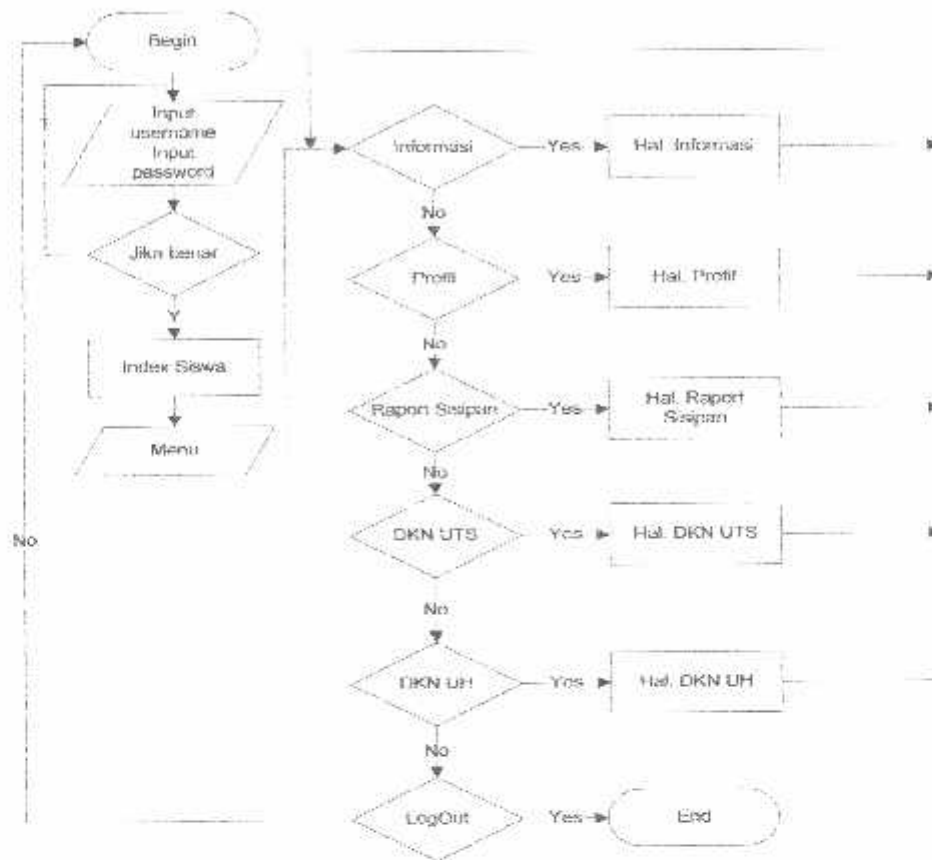 Begin
Input
username
Input
password
Jika benar
Y
Index Siswa
Menu
No
Informasi
Yes
Hal. Informasi
No
Profil
Yes
Hal. Profil
No
Raport Sisipan
Yes
Hal. Raport
Sisipan
No
DKN UTS
Yes
Hal. DKN UTS
No
DKN UH
Yes
Hal. DKN UH
No
LogOut
Yes
End